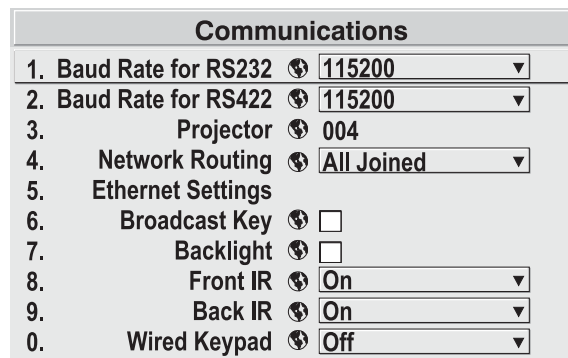 Communications
1. Baud Rate for RS232 115200
2. Baud Rate for RS422 115200
3. Projector 004
4. Network Routing All Joined
5. Ethernet Settings
6. Broadcast Key
7. Backlight
8. Front IR On
9. Back IR On
0. Wired Keypad Off